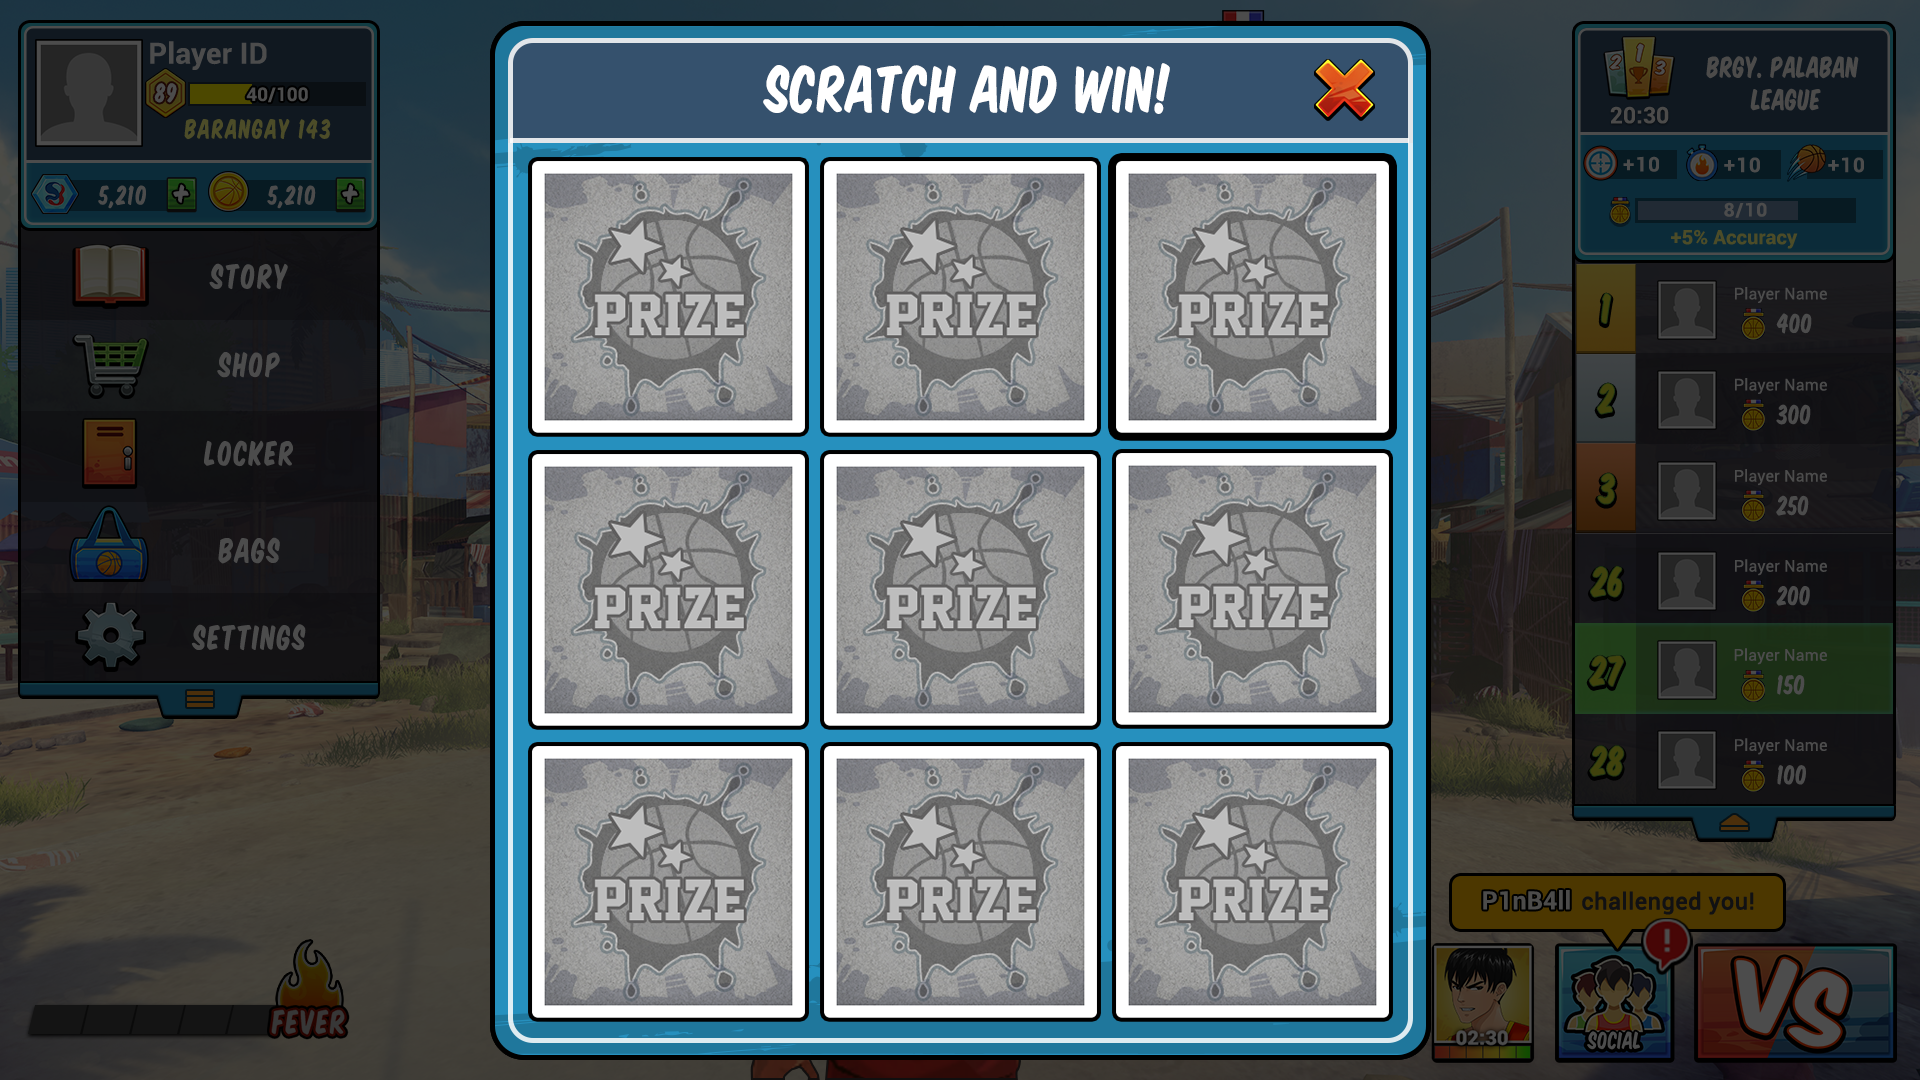 Player ID
89
40/100
BARANGAY 143
5,210
5,210
STORY
SHOP
LOCKER
BAGS
SETTINGS
FEVER
SCRATCH AND WIN!
PRIZE
PRIZE
PRIZE
PRIZE
PRIZE
PRIZE
PRIZE
PRIZE
PRIZE
2 1 3
20:30
BRGY. PALABAN
LEAGUE
+10
+10
+10
8/10
+5% Accuracy
1
Player Name
400
2
Player Name
300
3
Player Name
250
26
Player Name
200
27
Player Name
150
28
Player Name
100
P1nB4ll challenged you!
!
02:30
SOCIAL
VS